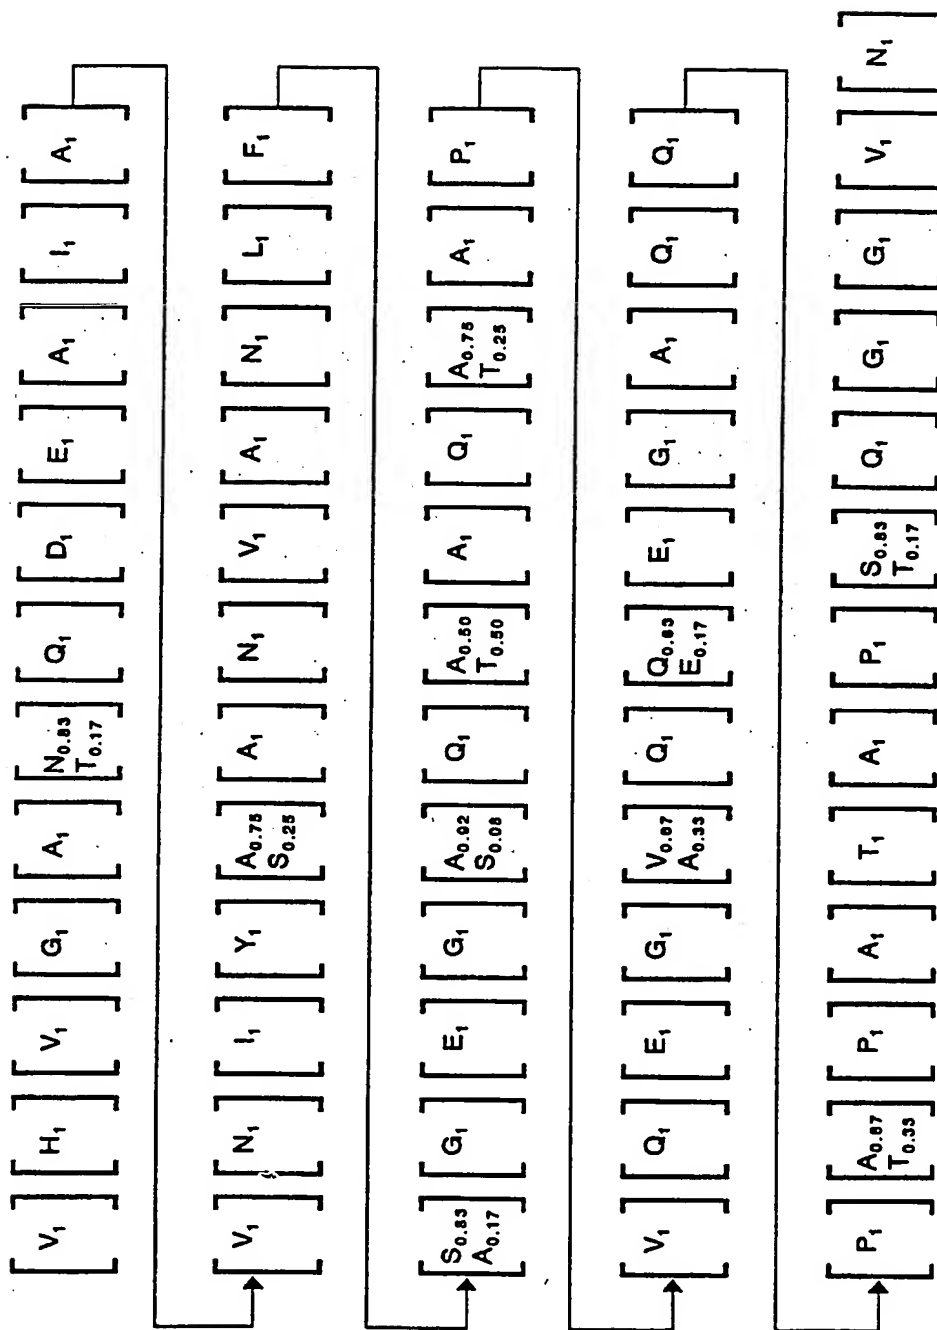 [V₁] [H₁] [V₁] [G₁] [A₁] [N₀.₈₃ T₀.₁₇] [Q₁] [D₁] [E₁] [A₁] [I₁] [A₁]
[V₁] [N₁] [I₁] [Y₁] [A₀.₇₅ S₀.₂₅] [A₁] [N₁] [V₁] [A₁] [N₁] [L₁] [F₁]
[S₀.₈₃ A₀.₁₇] [G₁] [E₁] [G₁] [A₀.₉₂ S₀.₀₈] [Q₁] [A₀.₅₀ T₀.₅₀] [A₁] [Q₁] [A₀.₇₅ T₀.₂₅] [A₁] [P₁]
[V₁] [Q₁] [E₁] [G₁] [V₀.₆₇ A₀.₃₃] [Q₁] [Q₀.₈₃ E₀.₁₇] [E₁] [G₁] [A₁] [Q₁] [Q₁]
[P₁] [A₀.₆₇ T₀.₃₃] [P₁] [A₁] [T₁] [A₁] [P₁] [S₀.₈₃ T₀.₁₇] [Q₁] [G₁] [G₁] [V₁] [N₁]